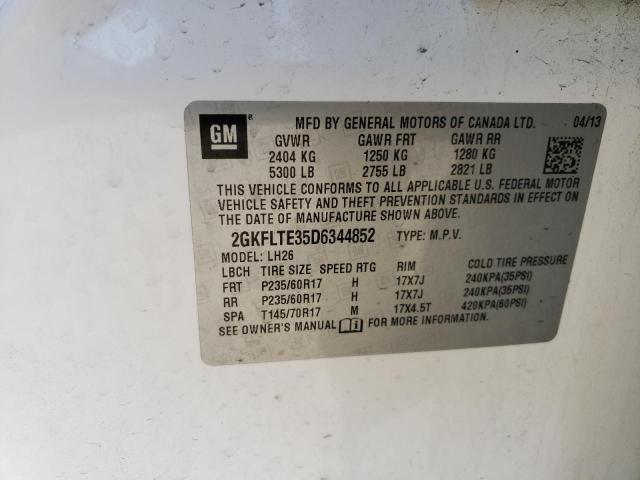 GM
MFD BY GENERAL MOTORS OF CANADA LTD. 04/13
GVWR GAWR FRT GAWR RR
2404 KG 1250 KG 1280 KG
5300 LB 2755 LB 2821 LB
THIS VEHICLE CONFORMS TO ALL APPLICABLE U.S. FEDERAL MOTOR
VEHICLE SAFETY AND THEFT PREVENTION STANDARDS IN EFFECT ON
THE DATE OF MANUFACTURE SHOWN ABOVE.
2GKFLTE35D6344852 TYPE: M.P.V.
MODEL: LH26
LBCH TIRE SIZE SPEED RTG RIM COLD TIRE PRESSURE
FRT P235/60R17 H 17X7J 240KPA(35PSI)
RR P235/60R17 H 17X7J 240KPA(35PSI)
SPA T145/70R17 M 17X4.5T 420KPA(60PSI)
SEE OWNER'S MANUAL FOR MORE INFORMATION.